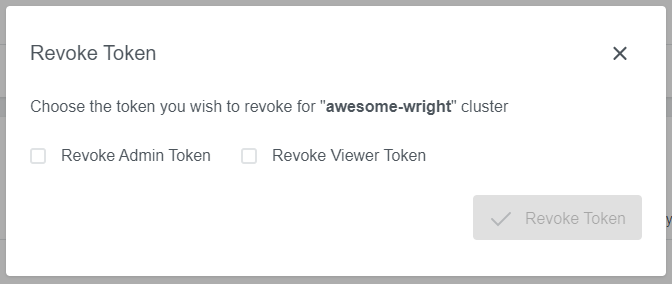 Revoke Token
Choose the token you wish to revoke for "awesome-wright" cluster
Revoke Admin Token Revoke Viewer Token
Revoke Token